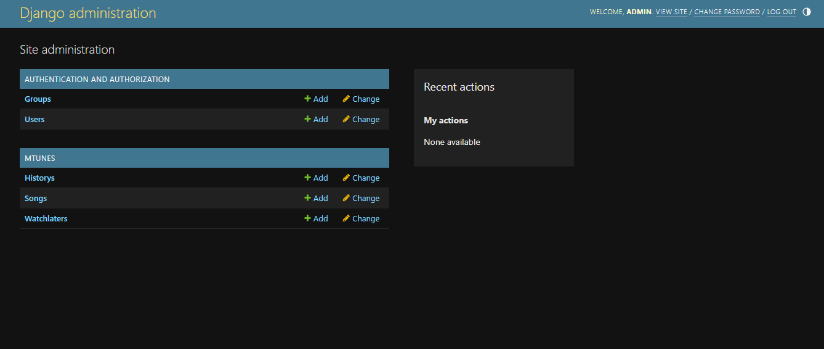 Django administration
WELCOME, ADMIN. VIEW SITE / CHANGE PASSWORD / LOG OUT
Site administration
AUTHENTICATION AND AUTHORIZATION
Groups Add Change
Users Add Change
MTUNES
Historys Add Change
Songs Add Change
Watchlaters Add Change
Recent actions
My actions
None available